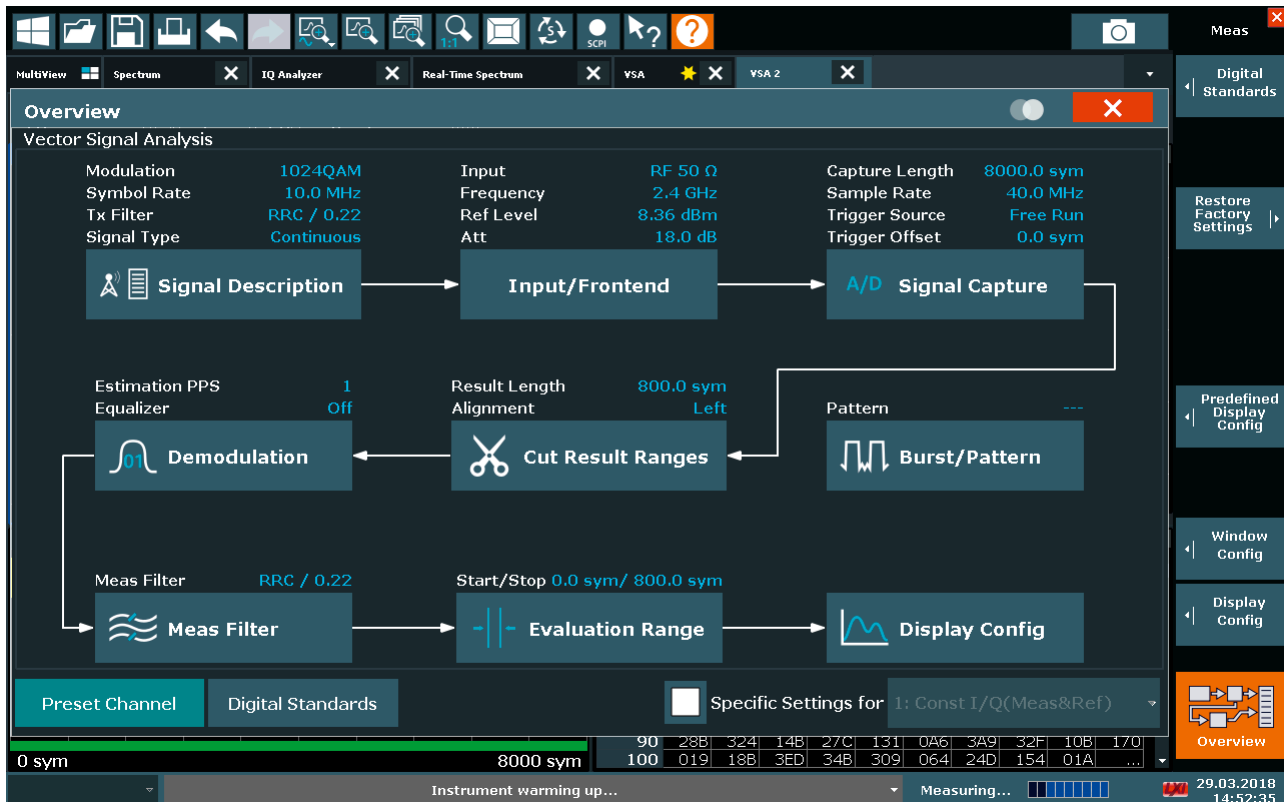 SCPI
1:1
Meas
MultiView
Spectrum
IQ Analyzer
Real-Time Spectrum
VSA
VSA 2
Digital
Standards
Overview
Vector Signal Analysis
Modulation 1024QAM
Symbol Rate 10.0 MHz
Tx Filter RRC / 0.22
Signal Type Continuous
Signal Description
Input RF 50 Ω
Frequency 2.4 GHz
Ref Level 8.36 dBm
Att 18.0 dB
Input/Frontend
Capture Length 8000.0 sym
Sample Rate 40.0 MHz
Trigger Source Free Run
Trigger Offset 0.0 sym
A/D Signal Capture
Restore
Factory
Settings
Estimation PPS 1
Equalizer Off
01 Demodulation
Result Length 800.0 sym
Alignment Left
Cut Result Ranges
Pattern ---
Burst/Pattern
Predefined
Display
Config
Window
Config
Meas Filter RRC / 0.22
Meas Filter
Start/Stop 0.0 sym/ 800.0 sym
Evaluation Range
Display Config
Display
Config
Preset Channel
Digital Standards
Specific Settings for 1: Const I/Q(Meas&Ref)
Overview
90 28B 324 14B 27C 131 0A6 3A9 32F 10B 170
0 sym 8000 sym
100 019 18B 3ED 34B 309 064 24D 154 01A ...
Instrument warming up...
Measuring...
LXI
29.03.2018
14:52:35